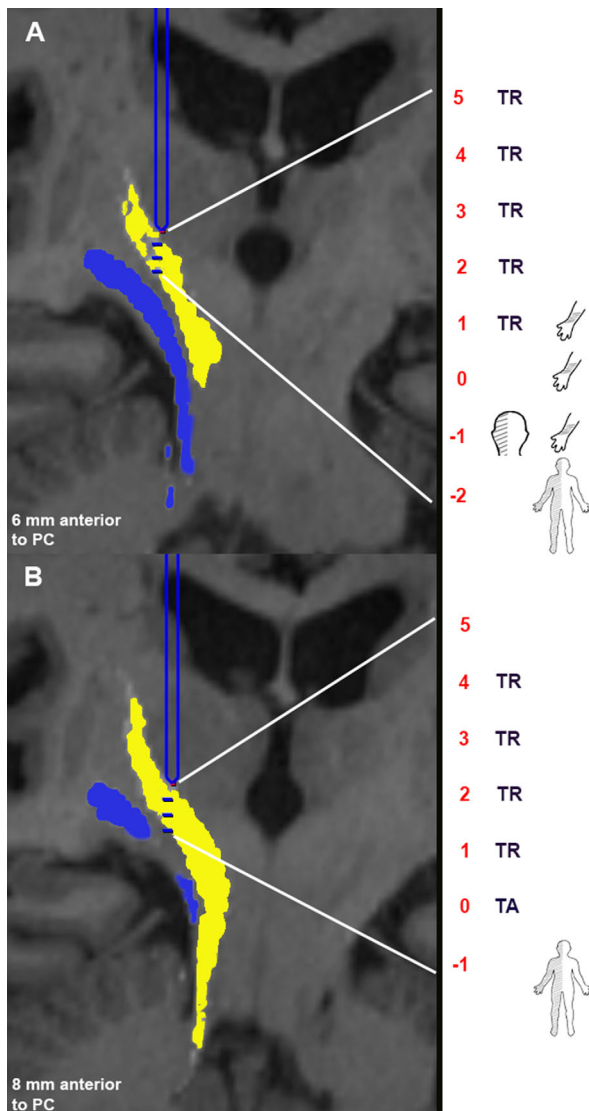 A
5 TR
4 TR
3 TR
2 TR
1 TR
0
-1
-2
6 mm anterior
to PC
B
5
4 TR
3 TR
2 TR
1 TR
0 TA
-1
8 mm anterior
to PC